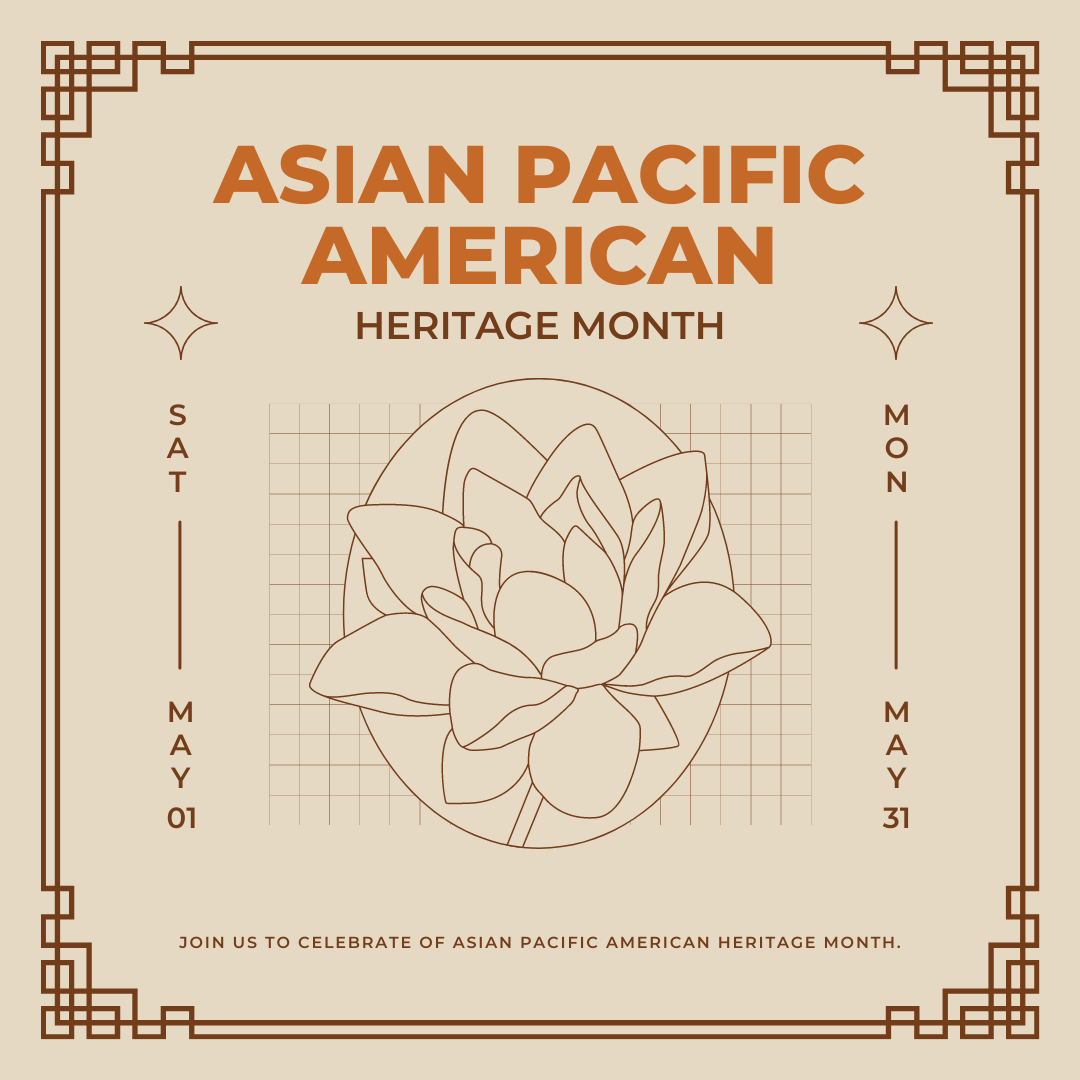 ASIAN PACIFIC
AMERICAN
HERITAGE MONTH
SAT
MAY
01
MON
MAY
31
JOIN US TO CELEBRATE OF ASIAN PACIFIC AMERICAN HERITAGE MONTH.